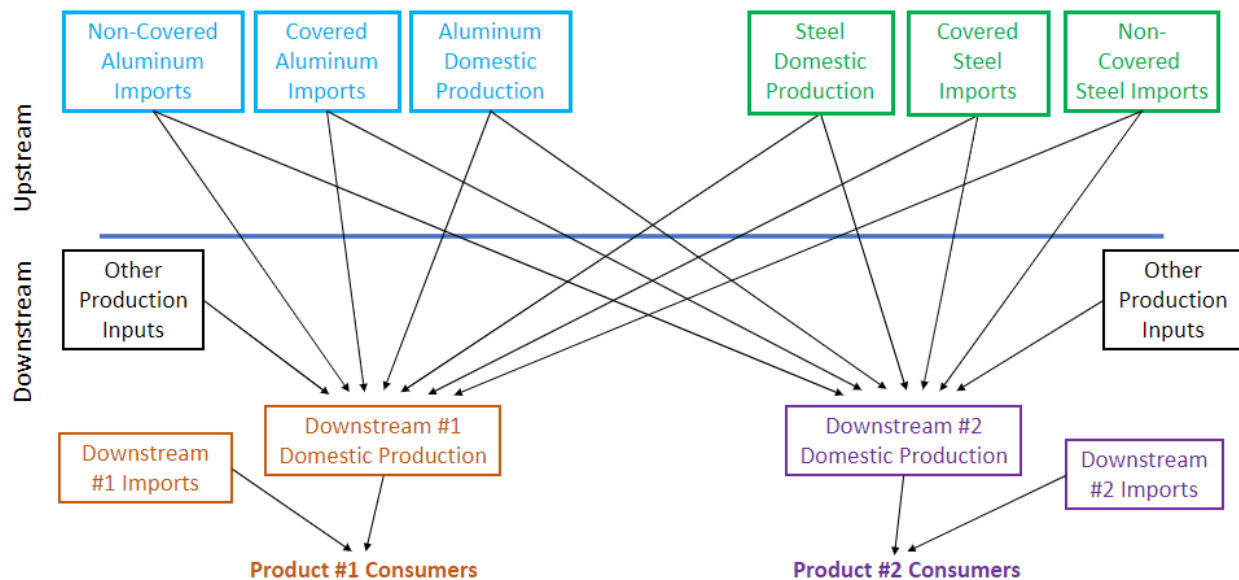 Non-Covered
Aluminum
Imports
Covered
Aluminum
Imports
Aluminum
Domestic
Production
Steel
Domestic
Production
Covered
Steel
Imports
Non-
Covered
Steel Imports
Upstream
Downstream
Other
Production
Inputs
Other
Production
Inputs
Downstream #1
Domestic Production
Downstream #2
Domestic Production
Downstream
#1 Imports
Downstream
#2 Imports
Product #1 Consumers
Product #2 Consumers